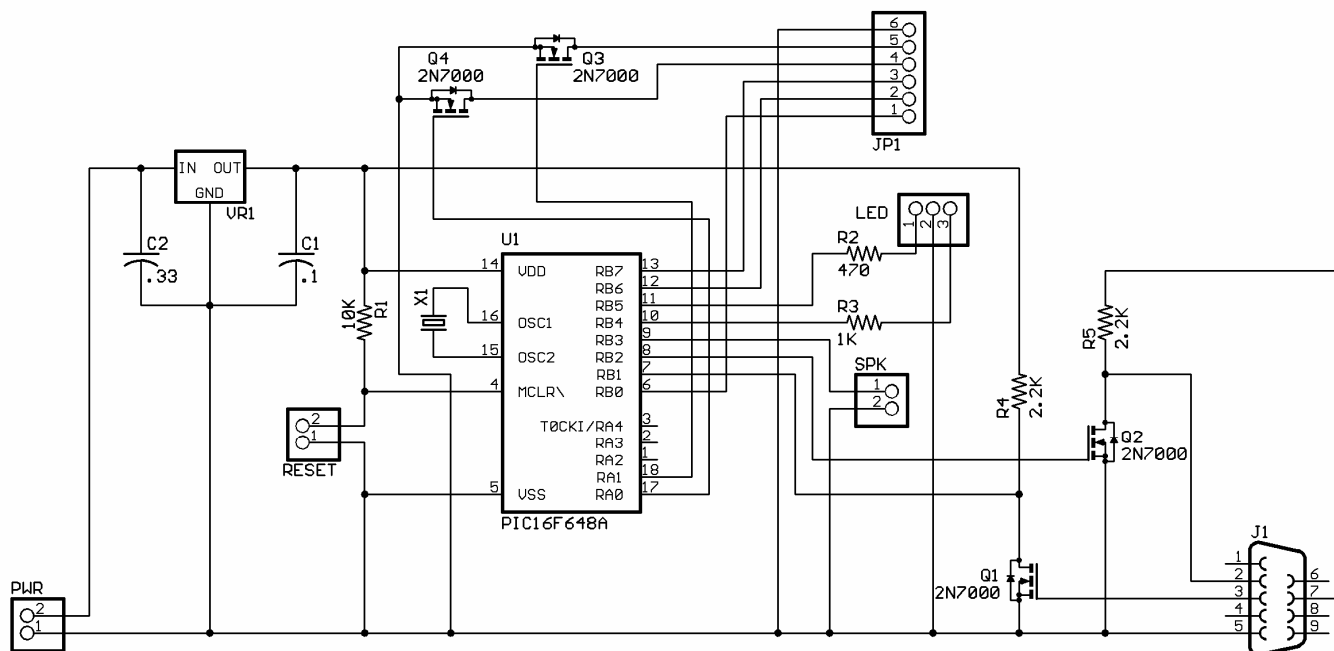 Q4
2N7000
Q3
2N7000
6
5
4
3
2
1
JP1
IN OUT
GND
VR1
C2
.33
C1
.1
10K
R1
X1
U1
14 VDD
16 OSC1
15 OSC2
4 MCLR\
5 VSS
RB7 13
RB6 12
RB5 11
RB4 10
RB3 9
RB2 8
RB1 7
RB0 6
T0CKI/RA4 3
RA3 2
RA2 1
RA1 18
RA0 17
PIC16F648A
2
1
RESET
LED
1
2
3
R2
470
R3
1K
SPK
1
2
R4
2.2K
R5
2.2K
Q2
2N7000
Q1
2N7000
J1
1
2
3
4
5
6
7
8
9
PWR
2
1